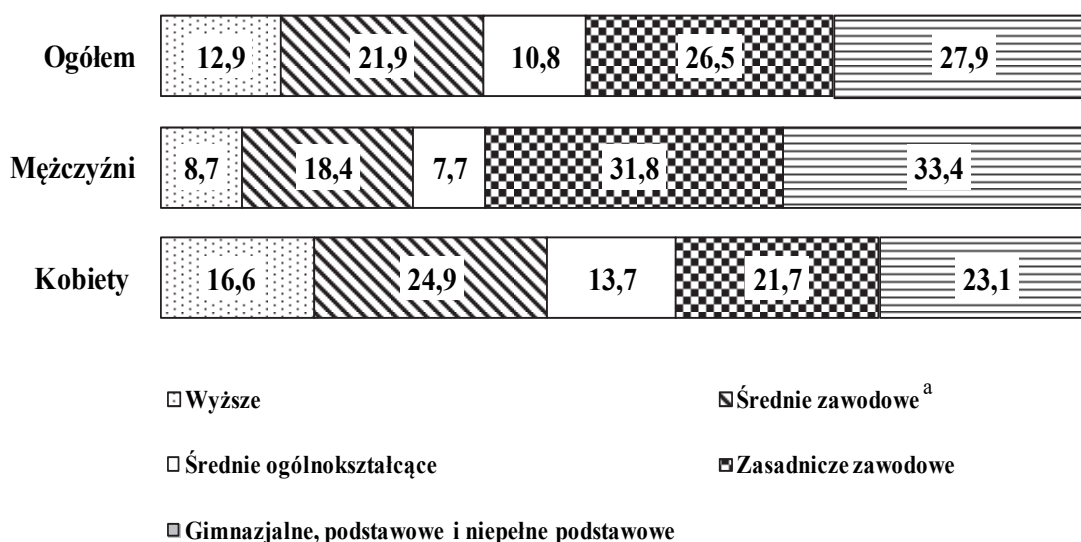 Ogółem 12,9 21,9 10,8 26,5 27,9
Mężczyźni 8,7 18,4 7,7 31,8 33,4
Kobiety 16,6 24,9 13,7 21,7 23,1
Wyższe
Średnie zawodowe a
Średnie ogólnokształcące
Zasadnicze zawodowe
Gimnazjalne, podstawowe i niepełne podstawowe